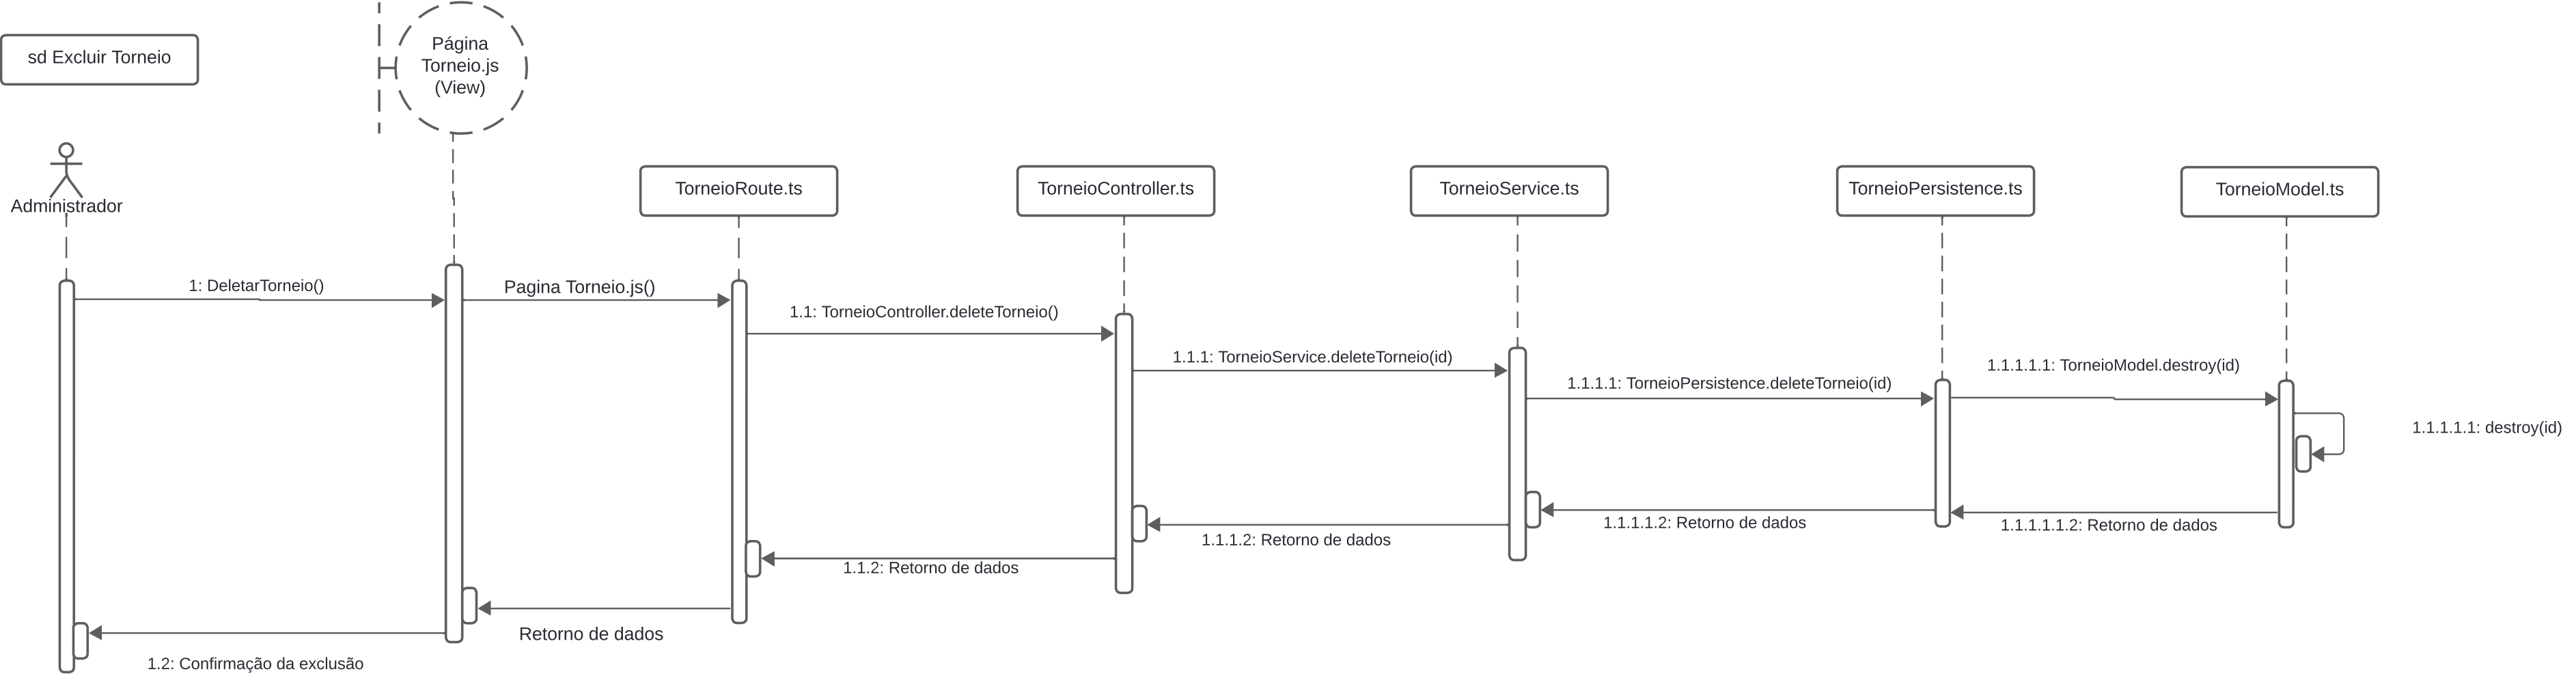 Página
Torneio.js
(View)
sd Excluir Torneio
Administrador
TorneioRoute.ts
TorneioController.ts
TorneioService.ts
TorneioPersistence.ts
TorneioModel.ts
1: DeletarTorneio()
Pagina Torneio.js()
1.1: TorneioController.deleteTorneio()
1.1.1: TorneioService.deleteTorneio(id)
1.1.1.1: TorneioPersistence.deleteTorneio(id)
1.1.1.1.1: TorneioModel.destroy(id)
1.1.1.1.1: destroy(id)
1.1.1.1.1.2: Retorno de dados
1.1.1.1.2: Retorno de dados
1.1.1.2: Retorno de dados
1.1.2: Retorno de dados
Retorno de dados
1.2: Confirmação da exclusão